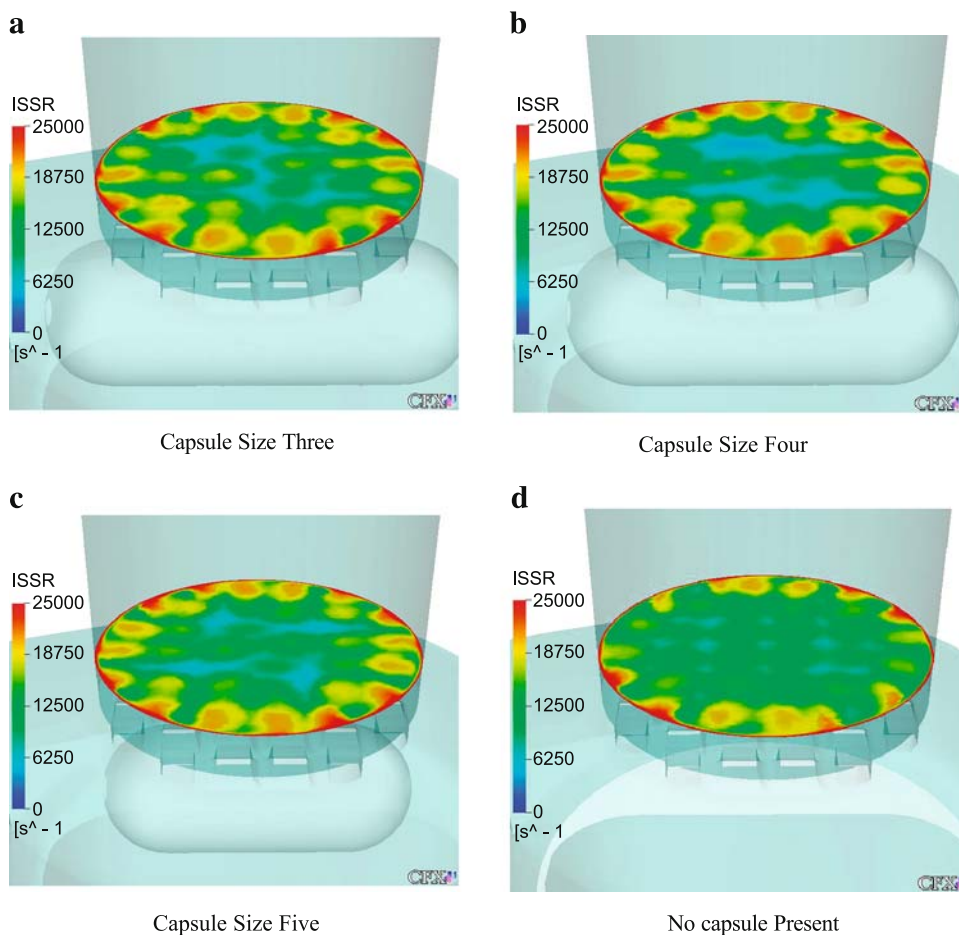 a
ISSR
25000
18750
12500
6250
0
[s^ - 1
CFX
Capsule Size Three
b
ISSR
25000
18750
12500
6250
0
[s^ - 1
CFX
Capsule Size Four
c
ISSR
25000
18750
12500
6250
0
[s^ - 1
CFX
Capsule Size Five
d
ISSR
25000
18750
12500
6250
0
[s^ - 1
CFX
No capsule Present